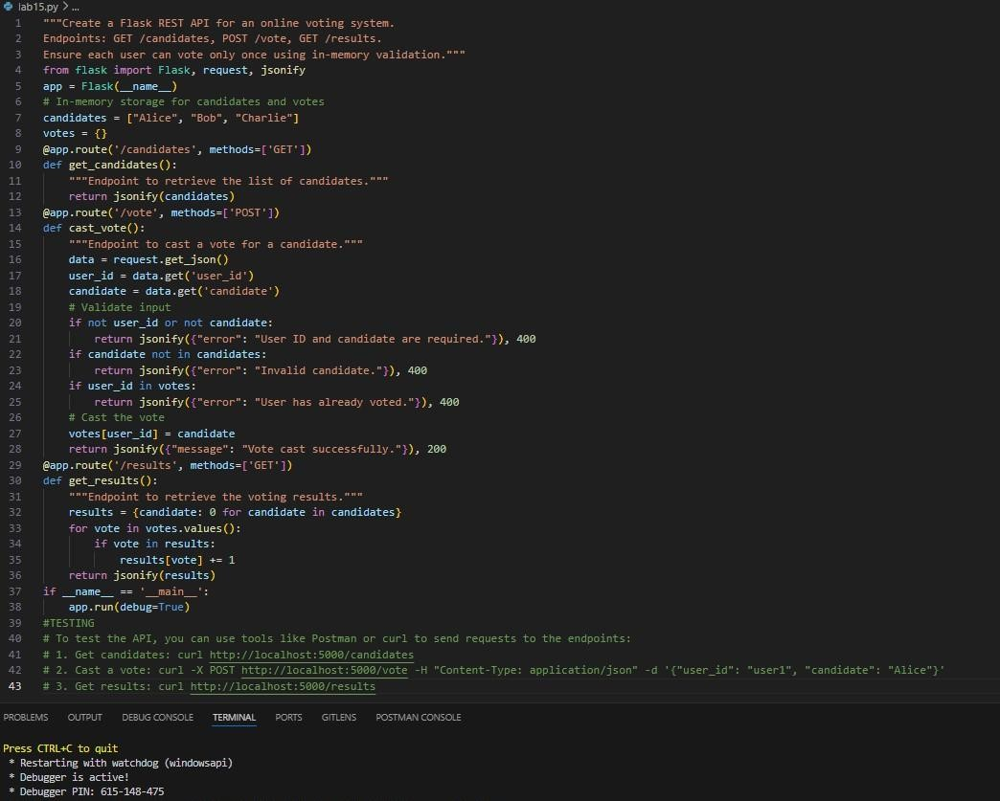 lab15.py > ...
1 """Create a Flask REST API for an online voting system.
2 Endpoints: GET /candidates, POST /vote, GET /results.
3 Ensure each user can vote only once using in-memory validation."""
4 from flask import Flask, request, jsonify
5 app = Flask(__name__)
6 # In-memory storage for candidates and votes
7 candidates = ["Alice", "Bob", "Charlie"]
8 votes = {}
9 @app.route('/candidates', methods=['GET'])
10 def get_candidates():
11     """Endpoint to retrieve the list of candidates."""
12     return jsonify(candidates)
13 @app.route('/vote', methods=['POST'])
14 def cast_vote():
15     """Endpoint to cast a vote for a candidate."""
16     data = request.get_json()
17     user_id = data.get('user_id')
18     candidate = data.get('candidate')
19     # Validate input
20     if not user_id or not candidate:
21         return jsonify({"error": "User ID and candidate are required."}), 400
22     if candidate not in candidates:
23         return jsonify({"error": "Invalid candidate."}), 400
24     if user_id in votes:
25         return jsonify({"error": "User has already voted."}), 400
26     # Cast the vote
27     votes[user_id] = candidate
28     return jsonify({"message": "Vote cast successfully."}), 200
29 @app.route('/results', methods=['GET'])
30 def get_results():
31     """Endpoint to retrieve the voting results."""
32     results = {candidate: 0 for candidate in candidates}
33     for vote in votes.values():
34         if vote in results:
35             results[vote] += 1
36     return jsonify(results)
37 if __name__ == '__main__':
38     app.run(debug=True)
39 #TESTING
40 # To test the API, you can use tools like Postman or curl to send requests to the endpoints:
41 # 1. Get candidates: curl http://localhost:5000/candidates
42 # 2. Cast a vote: curl -X POST http://localhost:5000/vote -H "Content-Type: application/json" -d '{"user_id": "user1", "candidate": "Alice"}'
43 # 3. Get results: curl http://localhost:5000/results
PROBLEMS OUTPUT DEBUG CONSOLE TERMINAL PORTS GITLENS POSTMAN CONSOLE
Press CTRL+C to quit
* Restarting with watchdog (windowsapi)
* Debugger is active!
* Debugger PIN: 615-148-475